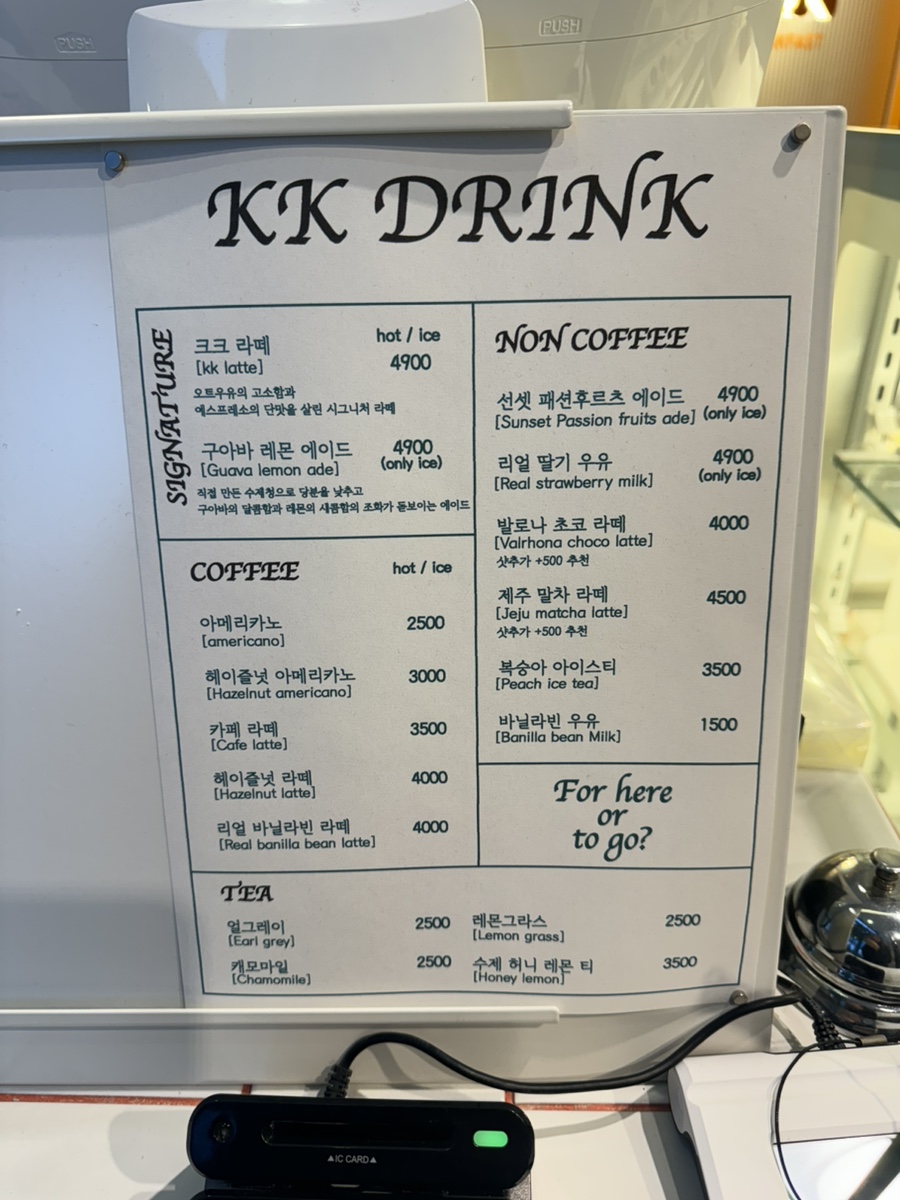 PUSH
PUSH
KK DRINK
SIGNATURE
크크 라떼
hot / ice
[kk latte]
4900
오트우유의 고소함과
에스프레소의 단맛을 살린 시그니처 라떼
구아바 레몬 에이드
4900
[Guava lemon ade]
(only ice)
직접 만든 수제청으로 당분을 낮추고
구아바의 달콤함과 레몬의 새콤함의 조화가 돋보이는 에이드
COFFEE
hot / ice
아메리카노
2500
[americano]
헤이즐넛 아메리카노
3000
[Hazelnut americano]
카페 라떼
3500
[Cafe latte]
헤이즐넛 라떼
4000
[Hazelnut latte]
리얼 바닐라빈 라떼
4000
[Real banilla bean latte]
NON COFFEE
선셋 패션후르츠 에이드
4900
[Sunset Passion fruits ade]
(only ice)
리얼 딸기 우유
4900
[Real strawberry milk]
(only ice)
발로나 초코 라떼
4000
[Valrhona choco latte]
샷추가 +500 추천
제주 말차 라떼
4500
[Jeju matcha latte]
샷추가 +500 추천
복숭아 아이스티
3500
[Peach ice tea]
바닐라빈 우유
1500
[Banilla bean Milk]
For here
or
to go?
TEA
얼그레이
2500
[Earl grey]
레몬그라스
2500
[Lemon grass]
캐모마일
2500
[Chamomile]
수제 허니 레몬 티
3500
[Honey lemon]
▲IC CARD▲